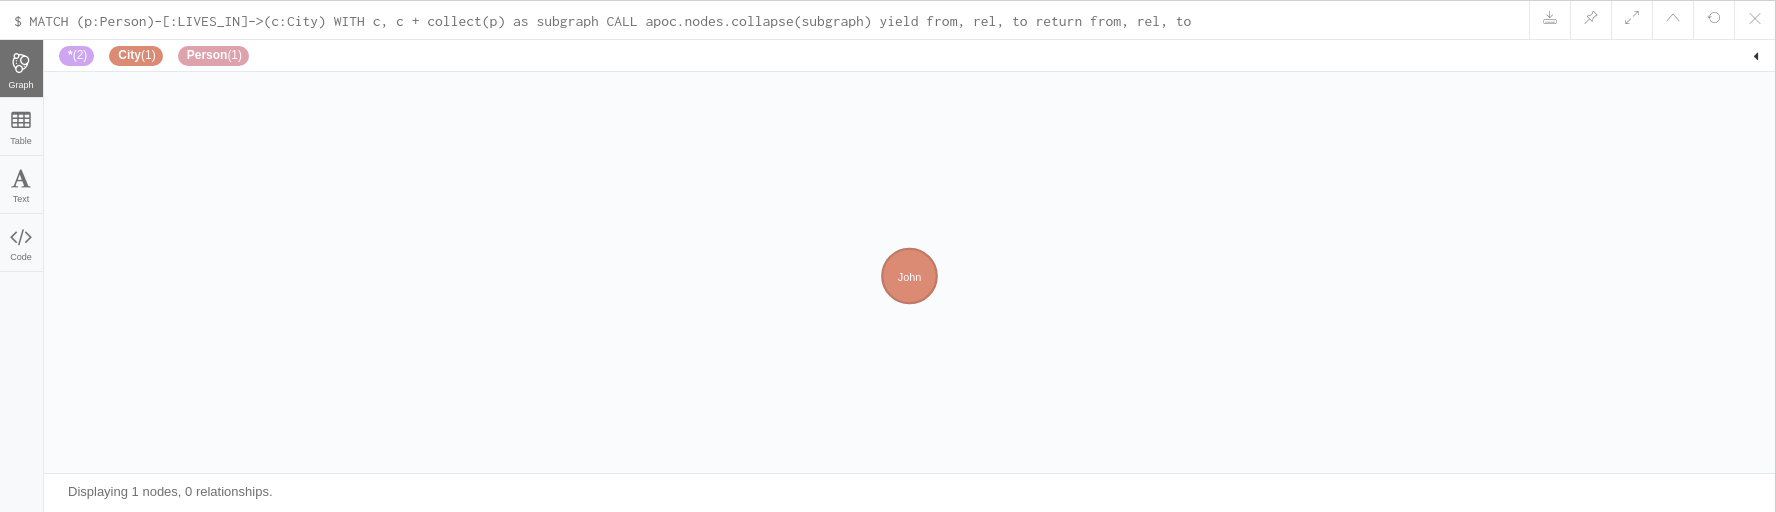 $ MATCH (p:Person)-[:LIVES_IN]->(c:City) WITH c, c + collect(p) as subgraph CALL apoc.nodes.collapse(subgraph) yield from, rel, to return from, rel, to
*(2) City(1) Person(1)
Graph
Table
Text
Code
John
Displaying 1 nodes, 0 relationships.